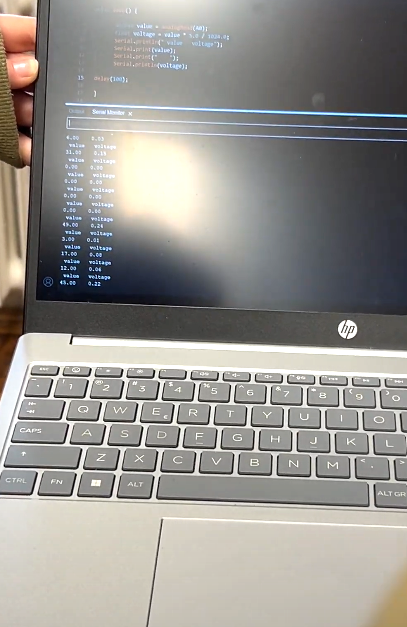 value = analogRead(A0);
voltage = value * 5.0 / 1024.0;
Serial.println(" value   voltage");
Serial.print(value);
Serial.print("    ");
Serial.println(voltage);
15 delay(100);
}
Output Serial Monitor x
6.00 0.03
value voltage
31.00 0.15
value voltage
0.00 0.00
value voltage
0.00 0.00
value voltage
0.00 0.00
value voltage
0.00 0.00
value voltage
49.00 0.24
value voltage
3.00 0.01
value voltage
17.00 0.08
value voltage
12.00 0.06
value voltage
45.00 0.22
hp
ESC
! 1 @ 2 # 3 $ 4 % 5 ^ 6 & 7 * 8 ( 9 ) 0
Q W E € R T Y U I O
CAPS A S D F G H J K L
Z X C V B N M < ,
CTRL FN ALT ALT GR